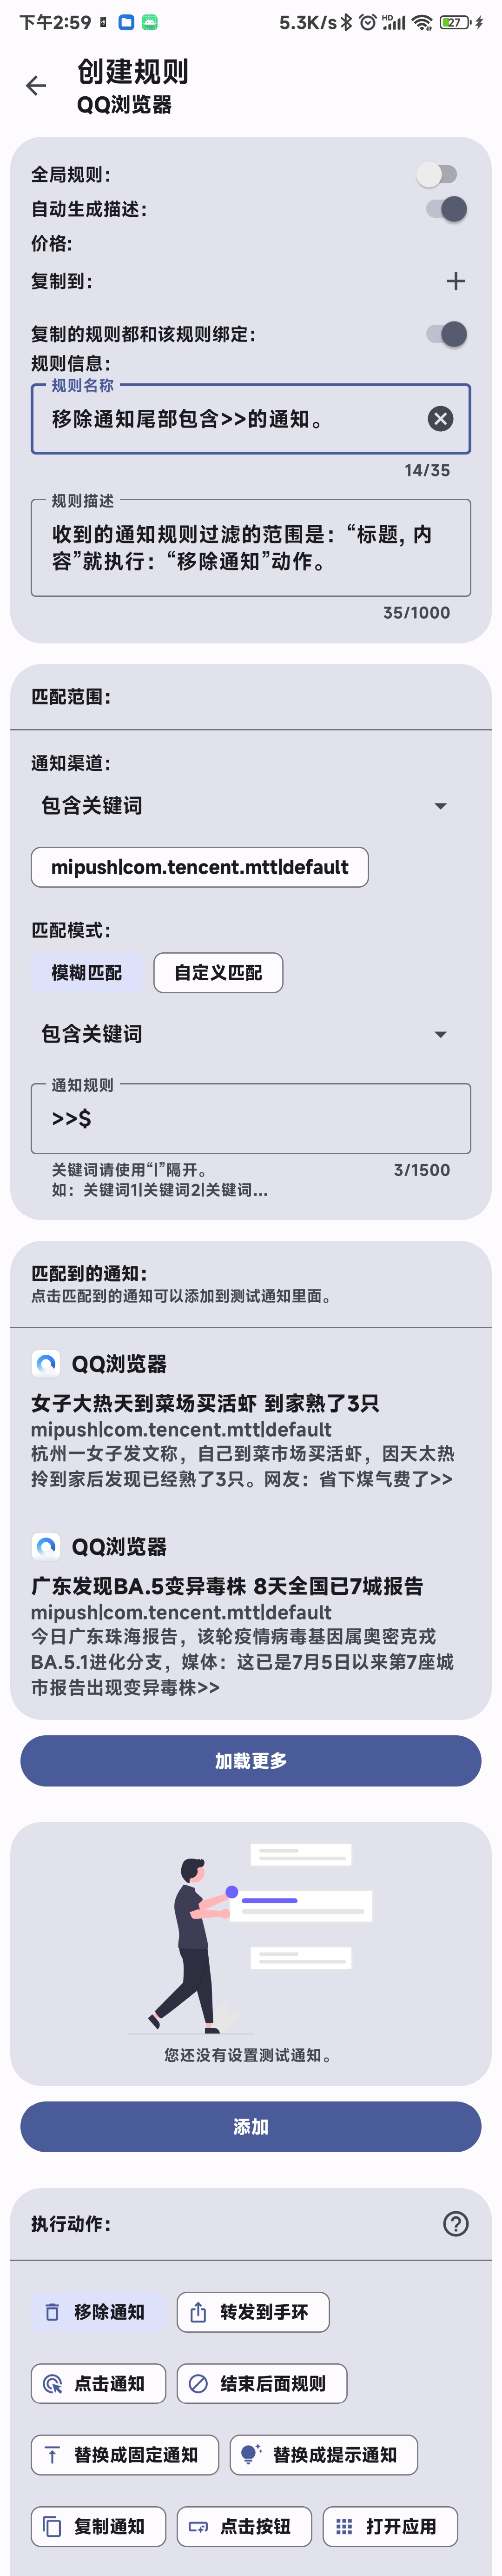 下午2:59
5.3K/s
HD
27
创建规则
QQ浏览器
全局规则：
自动生成描述：
价格：
复制到：
复制的规则都和该规则绑定：
规则信息：
规则名称
移除通知尾部包含>>的通知。
14/35
规则描述
收到的通知规则过滤的范围是：“标题, 内
容”就执行：“移除通知”动作。
35/1000
匹配范围：
通知渠道：
包含关键词
mipush|com.tencent.mtt|default
匹配模式：
模糊匹配
自定义匹配
包含关键词
通知规则
>>$
关键词请使用“|”隔开。
3/1500
如：关键词1|关键词2|关键词...
匹配到的通知：
点击匹配到的通知可以添加到测试通知里面。
QQ浏览器
女子大热天到菜场买活虾 到家熟了3只
mipush|com.tencent.mtt|default
杭州一女子发文称，自己到菜市场买活虾，因天太热
拎到家后发现已经熟了3只。网友：省下煤气费了>>
QQ浏览器
广东发现BA.5变异毒株 8天全国已7城报告
mipush|com.tencent.mtt|default
今日广东珠海报告，该轮疫情病毒基因属奥密克戎
BA.5.1进化分支，媒体：这已是7月5日以来第7座城
市报告出现变异毒株>>
加载更多
您还没有设置测试通知。
添加
执行动作：
移除通知
转发到手环
点击通知
结束后面规则
替换成固定通知
替换成提示通知
复制通知
点击按钮
打开应用